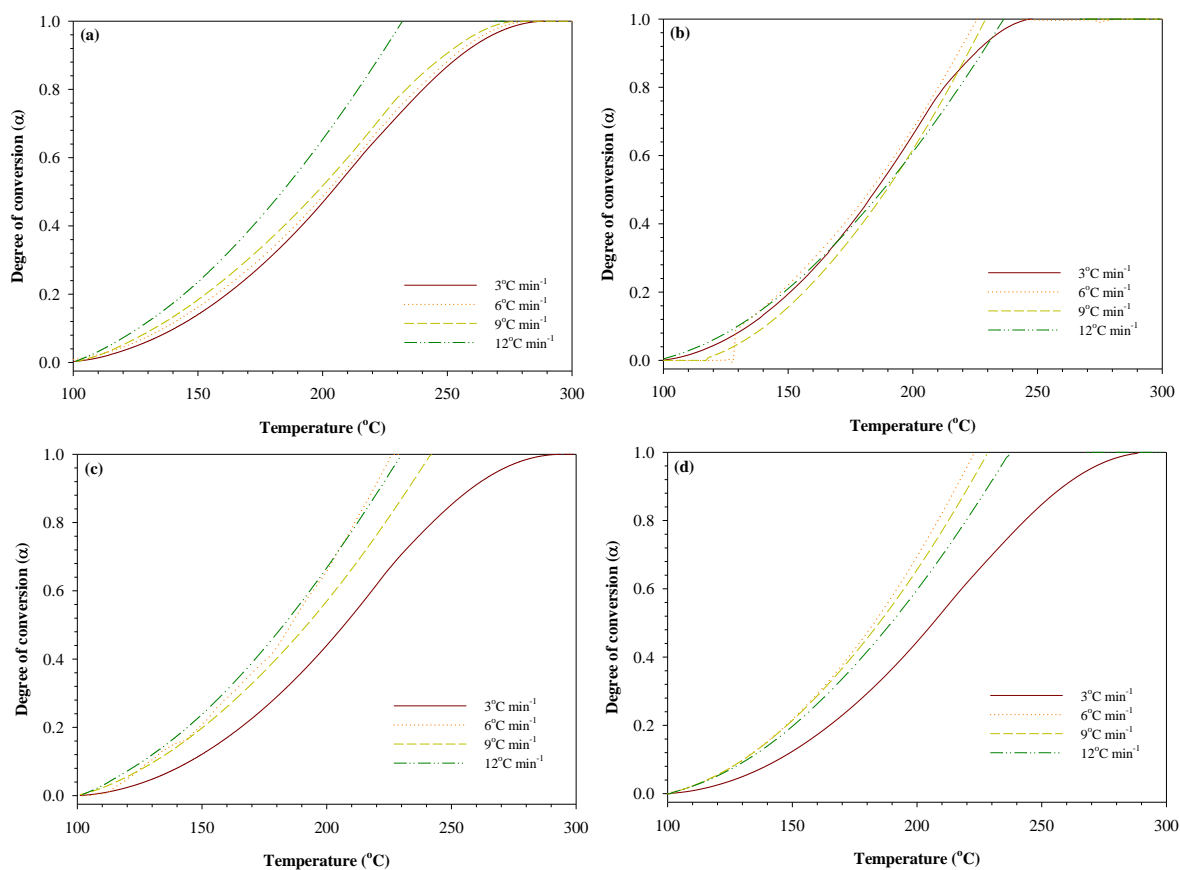 (a)
Degree of conversion (α)
1.0
0.8
0.6
0.4
0.2
0.0
3°C min⁻¹
6°C min⁻¹
9°C min⁻¹
12°C min⁻¹
100 150 200 250 300
Temperature (°C)
(b)
Degree of conversion (α)
1.0
0.8
0.6
0.4
0.2
0.0
3°C min⁻¹
6°C min⁻¹
9°C min⁻¹
12°C min⁻¹
100 150 200 250 300
Temperature (°C)
(c)
Degree of conversion (α)
1.0
0.8
0.6
0.4
0.2
0.0
3°C min⁻¹
6°C min⁻¹
9°C min⁻¹
12°C min⁻¹
100 150 200 250 300
Temperature (°C)
(d)
Degree of conversion (α)
1.0
0.8
0.6
0.4
0.2
0.0
3°C min⁻¹
6°C min⁻¹
9°C min⁻¹
12°C min⁻¹
100 150 200 250 300
Temperature (°C)